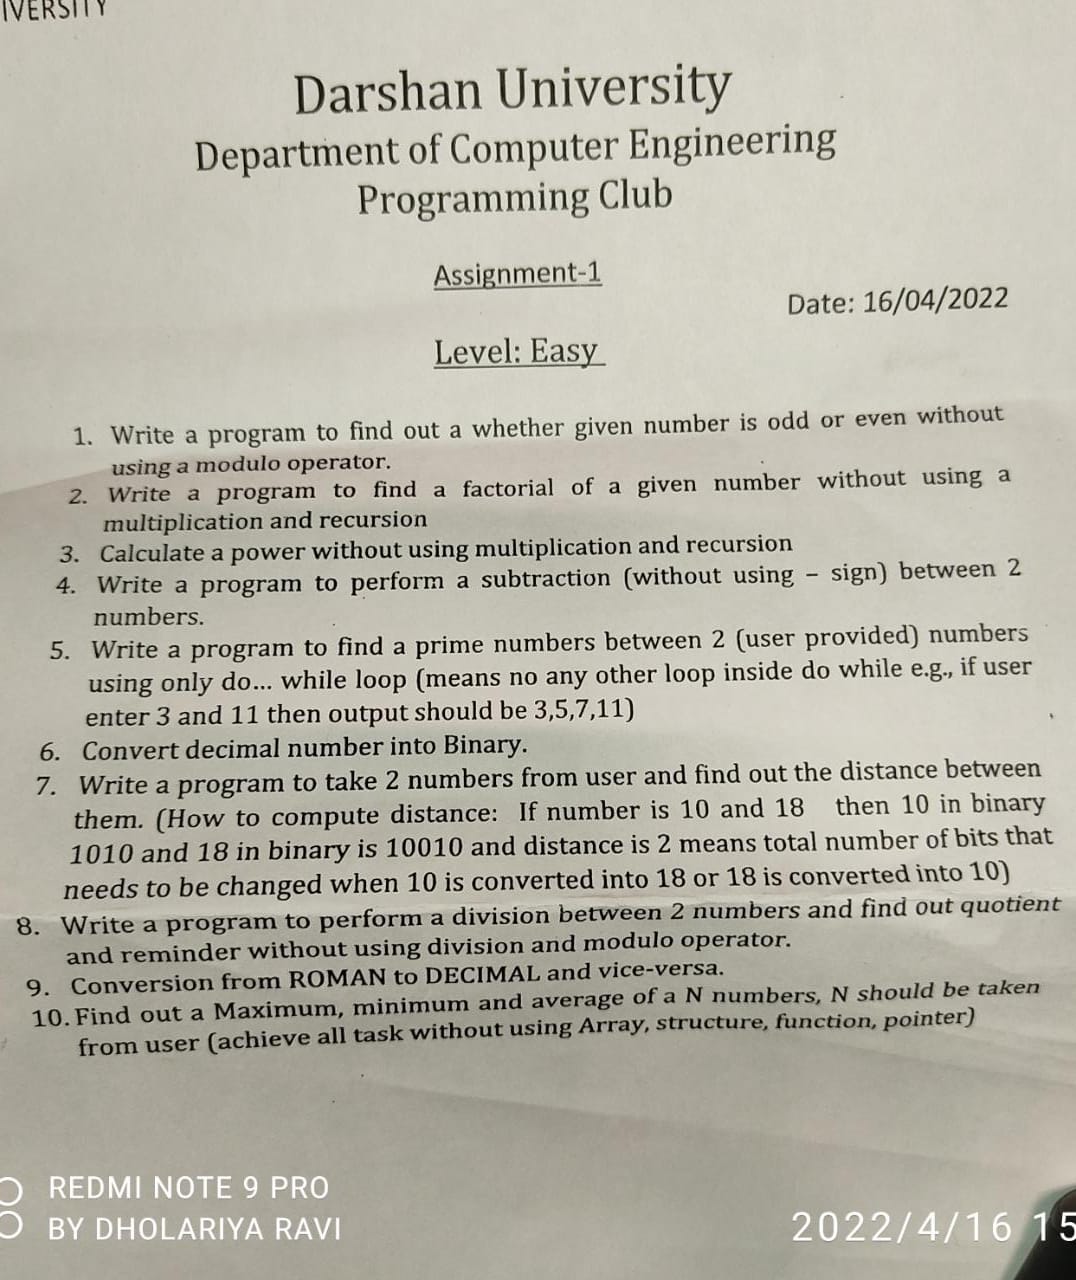 IVERSITY
Darshan University
Department of Computer Engineering
Programming Club
Assignment-1
Date: 16/04/2022
Level: Easy
1. Write a program to find out a whether given number is odd or even without
using a modulo operator.
2. Write a program to find a factorial of a given number without using a
multiplication and recursion
3. Calculate a power without using multiplication and recursion
4. Write a program to perform a subtraction (without using – sign) between 2
numbers.
5. Write a program to find a prime numbers between 2 (user provided) numbers
using only do... while loop (means no any other loop inside do while e.g., if user
enter 3 and 11 then output should be 3,5,7,11)
6. Convert decimal number into Binary.
7. Write a program to take 2 numbers from user and find out the distance between
them. (How to compute distance: If number is 10 and 18 then 10 in binary
1010 and 18 in binary is 10010 and distance is 2 means total number of bits that
needs to be changed when 10 is converted into 18 or 18 is converted into 10)
8. Write a program to perform a division between 2 numbers and find out quotient
and reminder without using division and modulo operator.
9. Conversion from ROMAN to DECIMAL and vice-versa.
10. Find out a Maximum, minimum and average of a N numbers, N should be taken
from user (achieve all task without using Array, structure, function, pointer)
REDMI NOTE 9 PRO
BY DHOLARIYA RAVI
2022/4/16 15